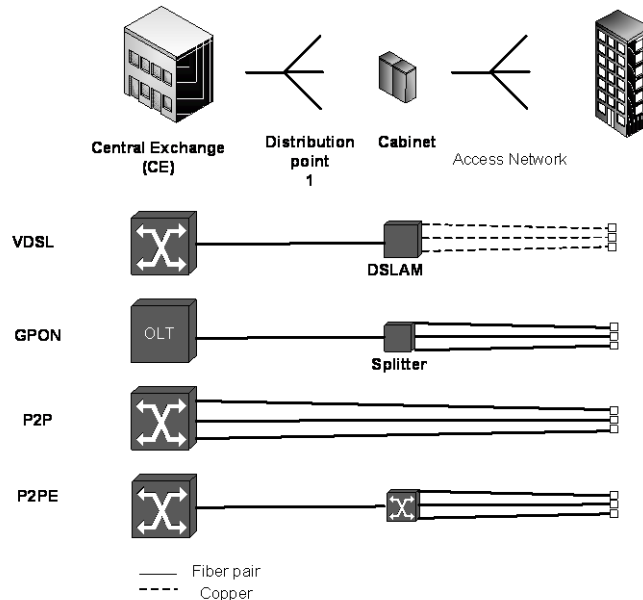 Central Exchange
(CE)
Distribution
point
1
Cabinet
Access Network
VDSL
DSLAM
GPON
OLT
Splitter
P2P
P2PE
Fiber pair
Copper